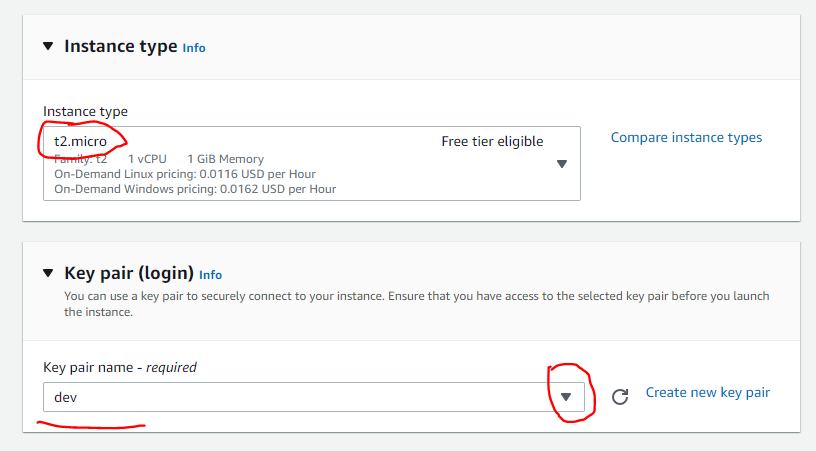 Instance type Info
Instance type
t2.micro Free tier eligible Compare instance types
Family: t2 1 vCPU 1 GiB Memory
On-Demand Linux pricing: 0.0116 USD per Hour
On-Demand Windows pricing: 0.0162 USD per Hour
Key pair (login) Info
You can use a key pair to securely connect to your instance. Ensure that you have access to the selected key pair before you launch
the instance.
Key pair name - required
dev Create new key pair